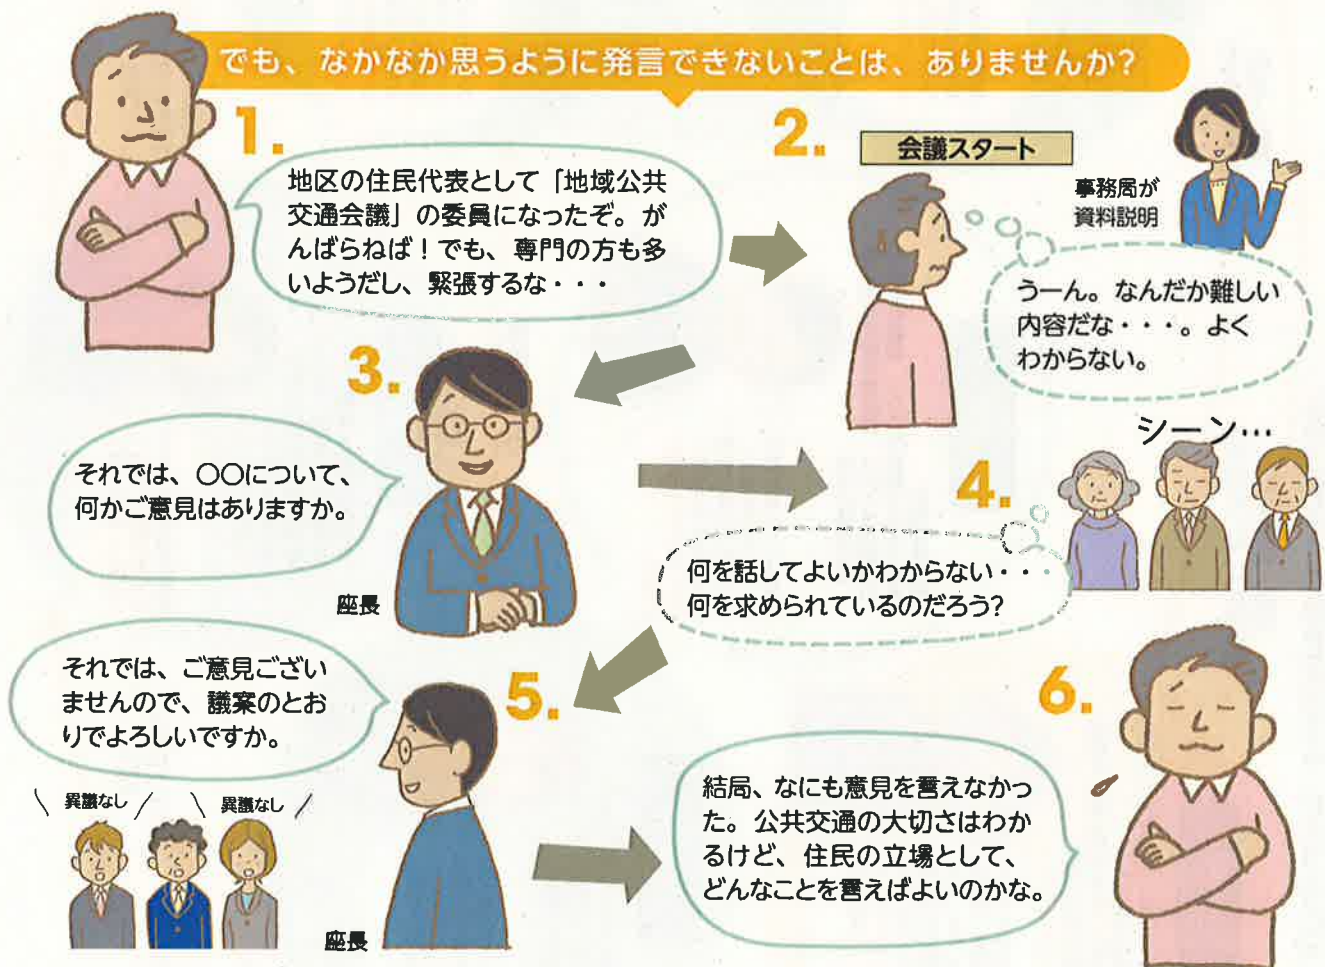 でも、なかなか思うように発言できないことは、ありませんか?
1.
地区の住民代表として「地域公共
交通会議」の委員になったぞ。が
んばらねば!でも、専門の方も多
いようだし、緊張するな・・・
2.
会議スタート
事務局が
資料説明
うーん。なんだか難しい
内容だな・・・。よく
わからない。
3.
それでは、〇〇について、
何かご意見はありますか。
座長
4.
シーン…
何を話してよいかわからない・・・
何を求められているのだろう?
5.
それでは、ご意見ござい
ませんので、議案のとお
りでよろしいですか。
異議なし
異議なし
座長
6.
結局、なにも意見を言えなかっ
た。公共交通の大切さはわか
るけど、住民の立場として、
どんなことを言えばよいのかな。